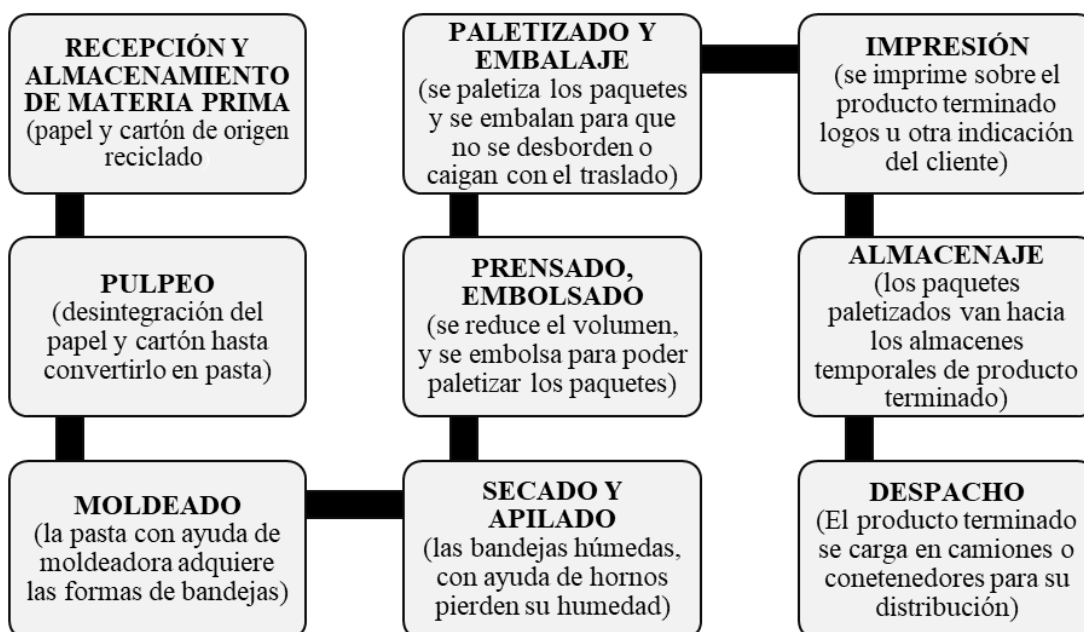 RECEPCIÓN Y
ALMACENAMIENTO
DE MATERIA PRIMA
(papel y cartón de origen
reciclado
PULPEO
(desintegración del
papel y cartón hasta
convertirlo en pasta)
MOLDEADO
(la pasta con ayuda de
moldeadora adquiere
las formas de bandejas)
SECADO Y
APILADO
(las bandejas húmedas,
con ayuda de hornos
pierden su humedad)
PRENSADO,
EMBOLSADO
(se reduce el volumen,
y se embolsa para poder
paletizar los paquetes)
PALETIZADO Y
EMBALAJE
(se paletiza los paquetes
y se embalan para que
no se desborden o
caigan con el traslado)
IMPRESIÓN
(se imprime sobre el
producto terminado
logos u otra indicación
del cliente)
ALMACENAJE
(los paquetes
paletizados van hacia
los almacenes
temporales de producto
terminado)
DESPACHO
(El producto terminado
se carga en camiones o
conetenedores para su
distribución)